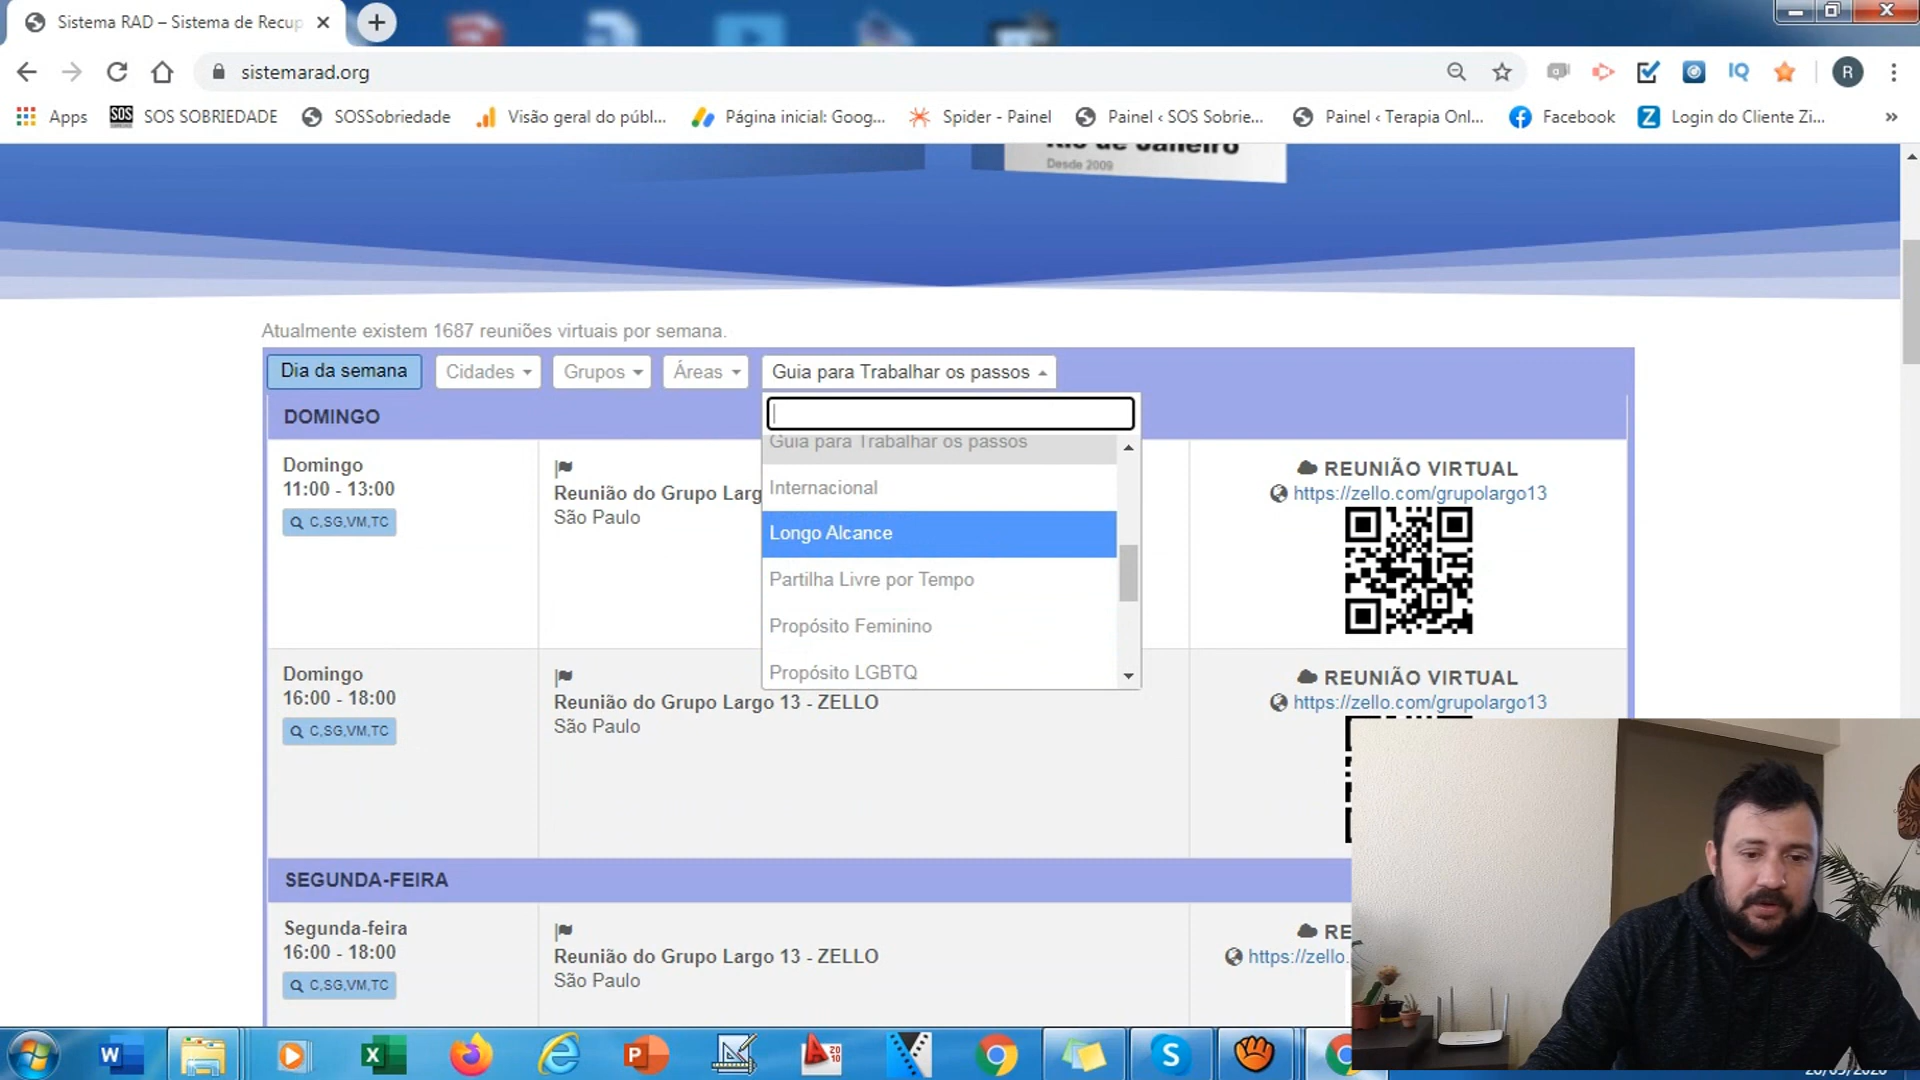 Sistema RAD – Sistema de Recup
sistemarad.org
IQ
R
Apps
SOS
SOS SOBRIEDADE
SOSSobriedade
Visão geral do públ...
Página inicial: Goog...
Spider - Painel
Painel ‹ SOS Sobrie...
Painel ‹ Terapia Onl...
Facebook
Z
Login do Cliente Zi...
»
Rio de Janeiro
Desde 2009
Atualmente existem 1687 reuniões virtuais por semana.
Dia da semana
Cidades
Grupos
Áreas
Guia para Trabalhar os passos
DOMINGO
Guia para Trabalhar os passos
Internacional
Longo Alcance
Partilha Livre por Tempo
Propósito Feminino
Propósito LGBTQ
Domingo
11:00 - 13:00
C,SG,VM,TC
Reunião do Grupo Larg
São Paulo
REUNIÃO VIRTUAL
https://zello.com/grupolargo13
Domingo
16:00 - 18:00
C,SG,VM,TC
Reunião do Grupo Largo 13 - ZELLO
São Paulo
REUNIÃO VIRTUAL
https://zello.com/grupolargo13
SEGUNDA-FEIRA
Segunda-feira
16:00 - 18:00
C,SG,VM,TC
Reunião do Grupo Largo 13 - ZELLO
São Paulo
RE
https://zello.
W
X
P
A
2010
S